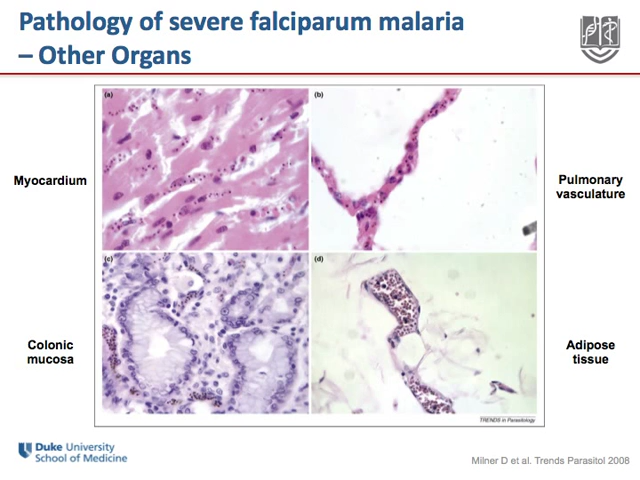 Pathology of severe falciparum malaria
– Other Organs
(a)
(b)
Myocardium
Pulmonary
vasculature
(c)
(d)
Colonic
mucosa
Adipose
tissue
TRENDS in Parasitology
Duke University
School of Medicine
Milner D et al. Trends Parasitol 2008